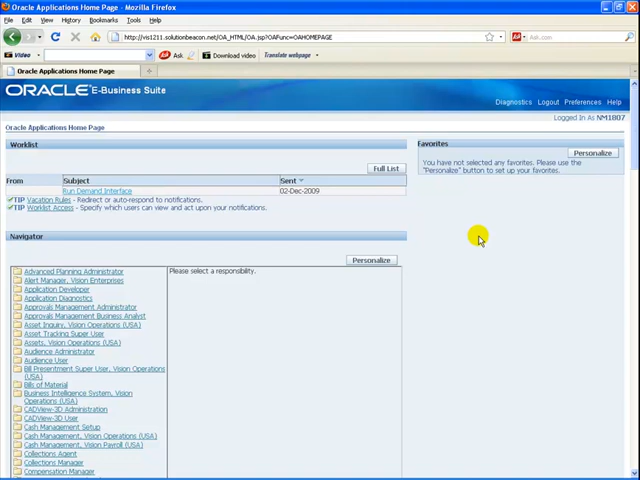 Oracle Applications Home Page - Mozilla Firefox
File Edit View History Bookmarks Tools Help
http://vis1211.solutionbeacon.net/OA_HTML/OA.jsp?OAFunc=OAHOMEPAGE
Ask.com
Video
Ask
Download video
Translate webpage
Oracle Applications Home Page
ORACLE E-Business Suite
Diagnostics Logout Preferences Help
Logged In As NM1807
Oracle Applications Home Page
Worklist
Full List
From Subject Sent
Run Demand Interface 02-Dec-2009
TIP Vacation Rules - Redirect or auto-respond to notifications.
TIP Worklist Access - Specify which users can view and act upon your notifications.
Favorites
Personalize
You have not selected any favorites. Please use the
"Personalize" button to set up your favorites.
Navigator
Personalize
Advanced Planning Administrator
Alert Manager, Vision Enterprises
Application Developer
Application Diagnostics
Approvals Management Administrator
Approvals Management Business Analyst
Asset Inquiry, Vision Operations (USA)
Asset Tracking Super User
Assets, Vision Operations (USA)
Audience Administrator
Audience User
Bill Presentment Super User, Vision Operations
(USA)
Bills of Material
Business Intelligence System, Vision
Operations (USA)
CADView-3D Administration
CADView-3D User
Cash Management Setup
Cash Management, Vision Operations (USA)
Cash Management, Vision Payroll (USA)
Collections Agent
Collections Manager
Compensation Manager
Please select a responsibility.